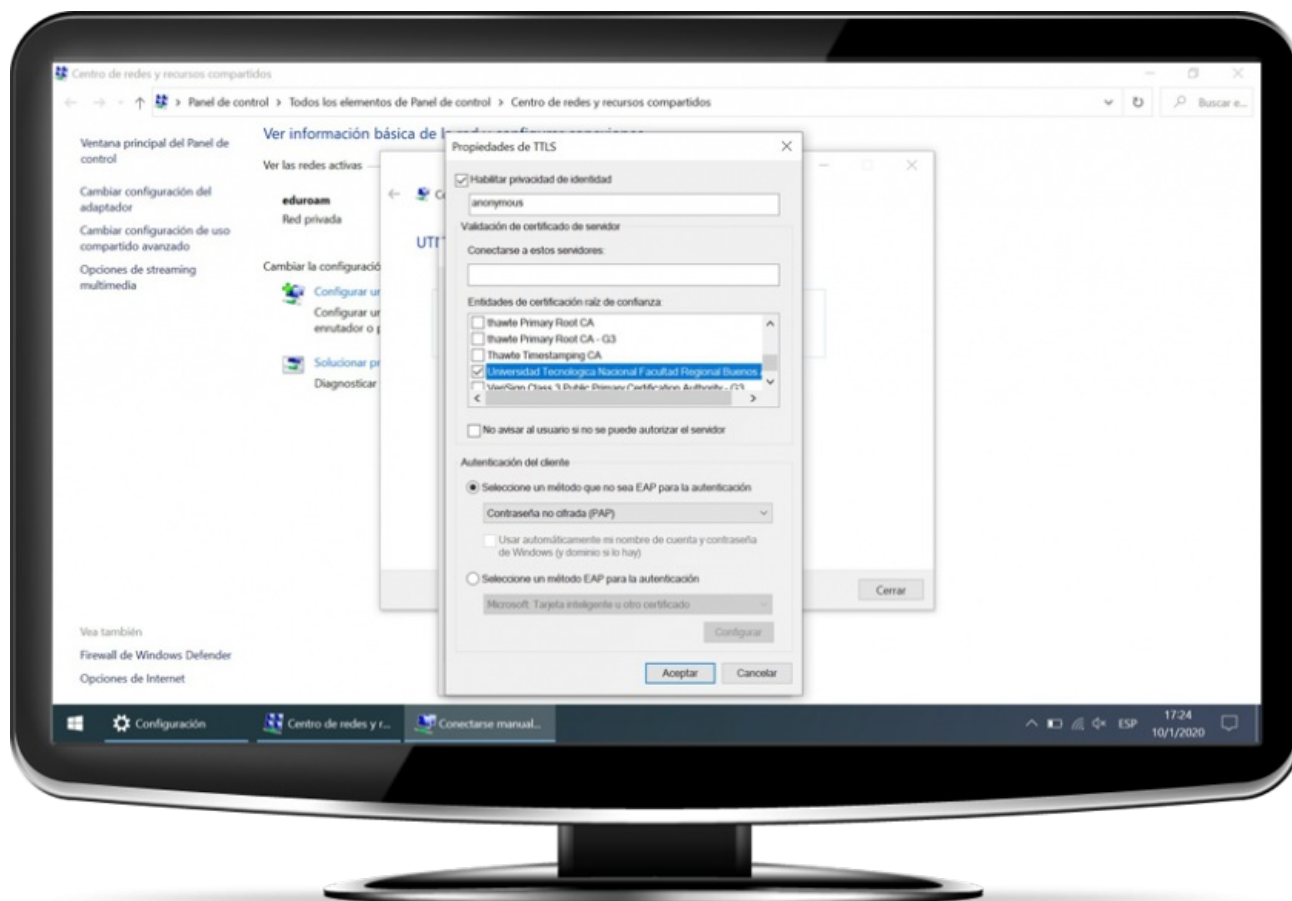 Centro de redes y recursos compartidos
Panel de control > Todos los elementos de Panel de control > Centro de redes y recursos compartidos
Buscar e...
Ventana principal del Panel de
control
Cambiar configuración del
adaptador
Cambiar configuración de uso
compartido avanzado
Opciones de streaming
multimedia
Vea también
Firewall de Windows Defender
Opciones de Internet
Ver información básica de
Ver las redes activas
eduroam
Red privada
Cambiar la configuració
Configurar un
Configurar ur
enrutador o p
Solucionar pr
Diagnosticar
Propiedades de TTLS
Habilitar privacidad de identidad
anonymous
Validación de certificado de servidor
Conectarse a estos servidores:
Entidades de certificación raíz de confianza:
thawte Primary Root CA
thawte Primary Root CA - G3
Thawte Timestamping CA
Universidad Tecnologica Nacional Facultad Regional Buenos
VeriSign Class 3 Public Primary Certification Authority - G3
No avisar al usuario si no se puede autorizar el servidor
Autenticación del cliente
Seleccione un método que no sea EAP para la autenticación
Contraseña no cifrada (PAP)
Usar automáticamente mi nombre de cuenta y contraseña
de Windows (y dominio si lo hay)
Seleccione un método EAP para la autenticación
Microsoft: Tarjeta inteligente u otro certificado
Configurar
Aceptar Cancelar
Cerrar
Configuración
Centro de redes y r...
Conectarse manual...
ESP
17:24
10/1/2020